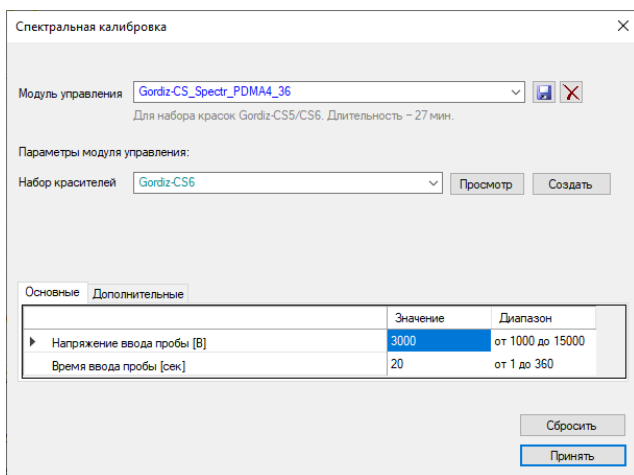 Спектральная калибровка
Модуль управления Gordiz-CS_Spectr_PDMA4_36
Для набора красок Gordiz-CS5/CS6. Длительность ~ 27 мин.
Параметры модуля управления:
Набор красителей Gordiz-CS6 Просмотр Создать
Основные Дополнительные
Значение Диапазон
Напряжение ввода пробы [В] 3000 от 1000 до 15000
Время ввода пробы [сек] 20 от 1 до 360
Сбросить
Принять